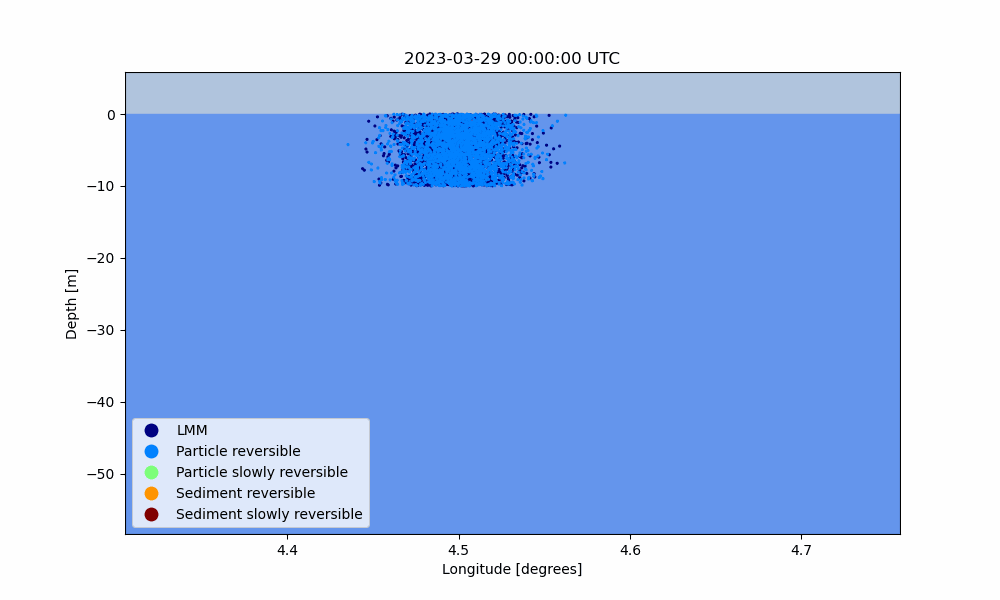 2023-03-29 00:00:00 UTC
0
−10
−20
−30
−40
−50
Depth [m]
LMM
Particle reversible
Particle slowly reversible
Sediment reversible
Sediment slowly reversible
4.4 4.5 4.6 4.7
Longitude [degrees]